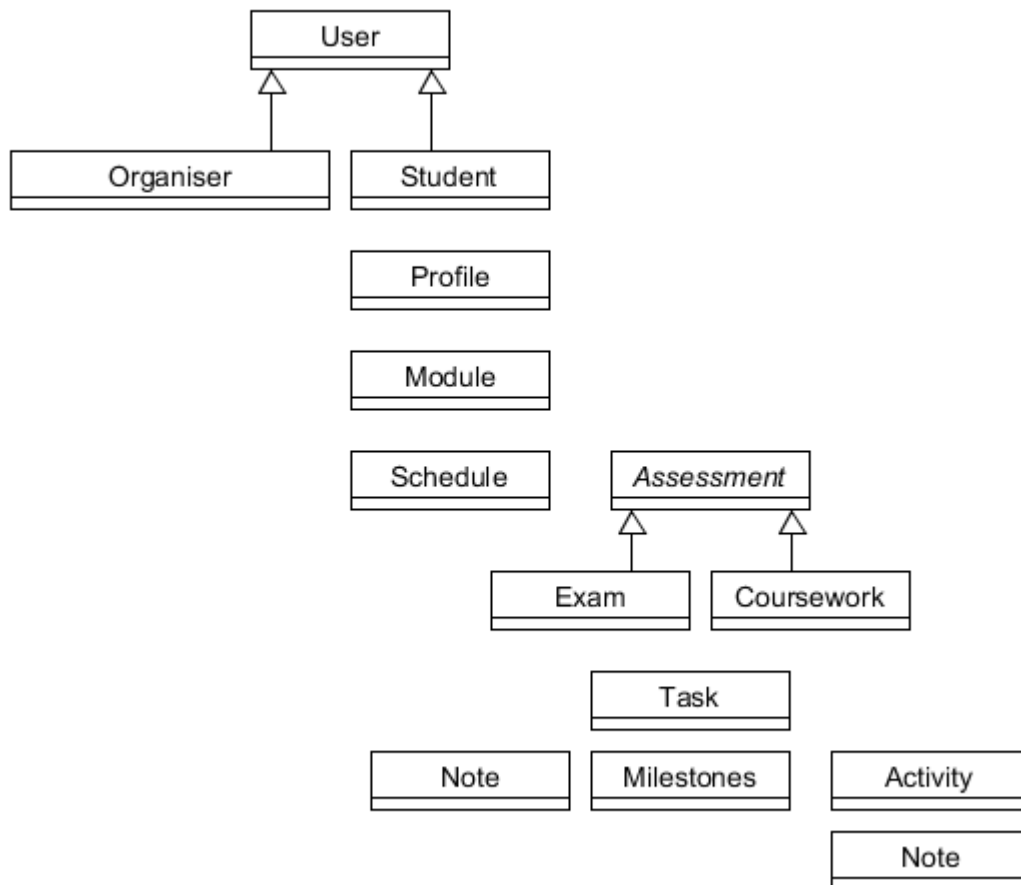 User
Organiser
Student
Profile
Module
Schedule
Assessment
Exam
Coursework
Task
Note
Milestones
Activity
Note